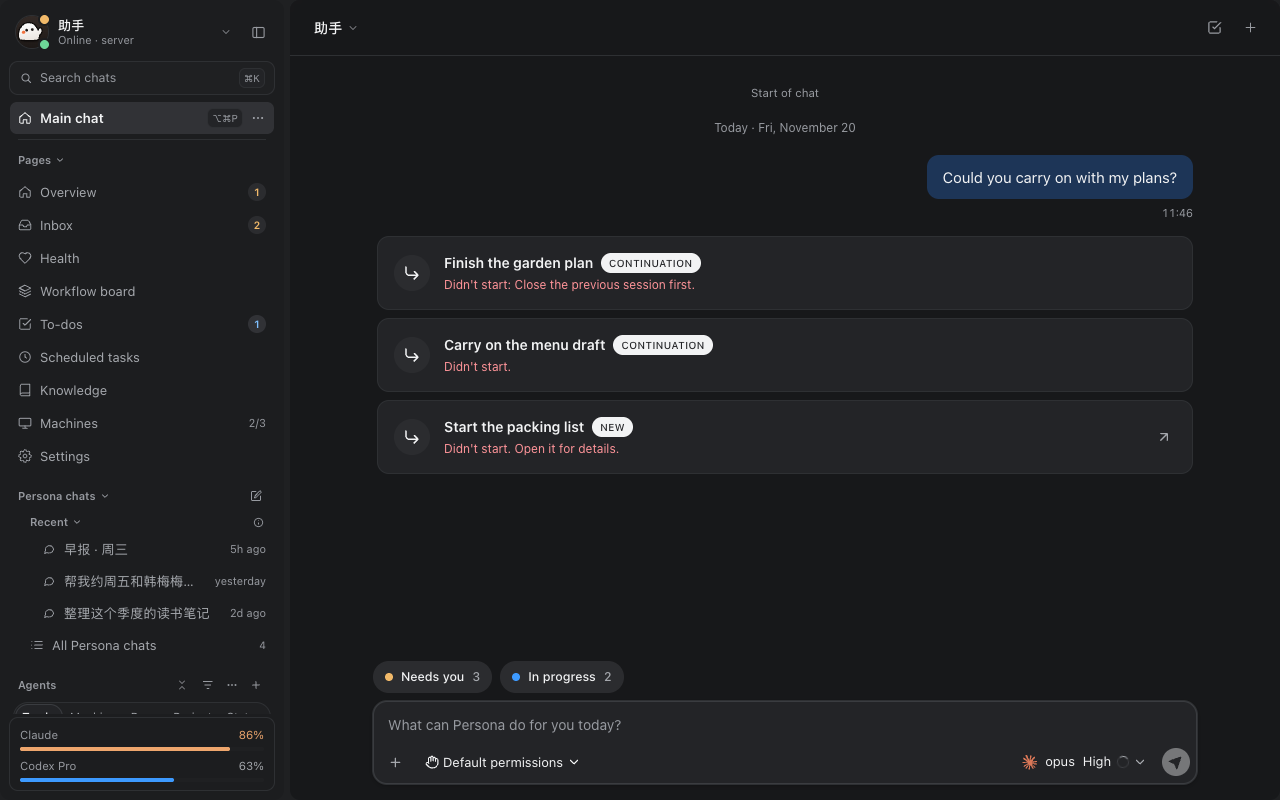 助手
Online · server
Search chats
⌘K
Main chat
⌥⌘P
Pages
Overview
1
Inbox
2
Health
Workflow board
To-dos
1
Scheduled tasks
Knowledge
Machines
2/3
Settings
Persona chats
Recent
早报 · 周三
5h ago
帮我约周五和韩梅梅...
yesterday
整理这个季度的读书笔记
2d ago
All Persona chats
4
Agents
Claude
86%
Codex Pro
63%
助手
Start of chat
Today · Fri, November 20
Could you carry on with my plans?
11:46
Finish the garden plan
CONTINUATION
Didn't start: Close the previous session first.
Carry on the menu draft
CONTINUATION
Didn't start.
Start the packing list
NEW
Didn't start. Open it for details.
Needs you 3
In progress 2
What can Persona do for you today?
Default permissions
opus High